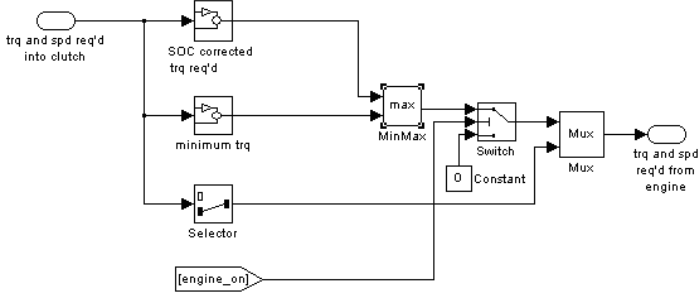 trq and spd req'd
into clutch
SOC corrected
trq req'd
max
MinMax
minimum trq
Switch
Mux
Mux
trq and spd
req'd from
engine
0
Constant
Selector
[engine_on]